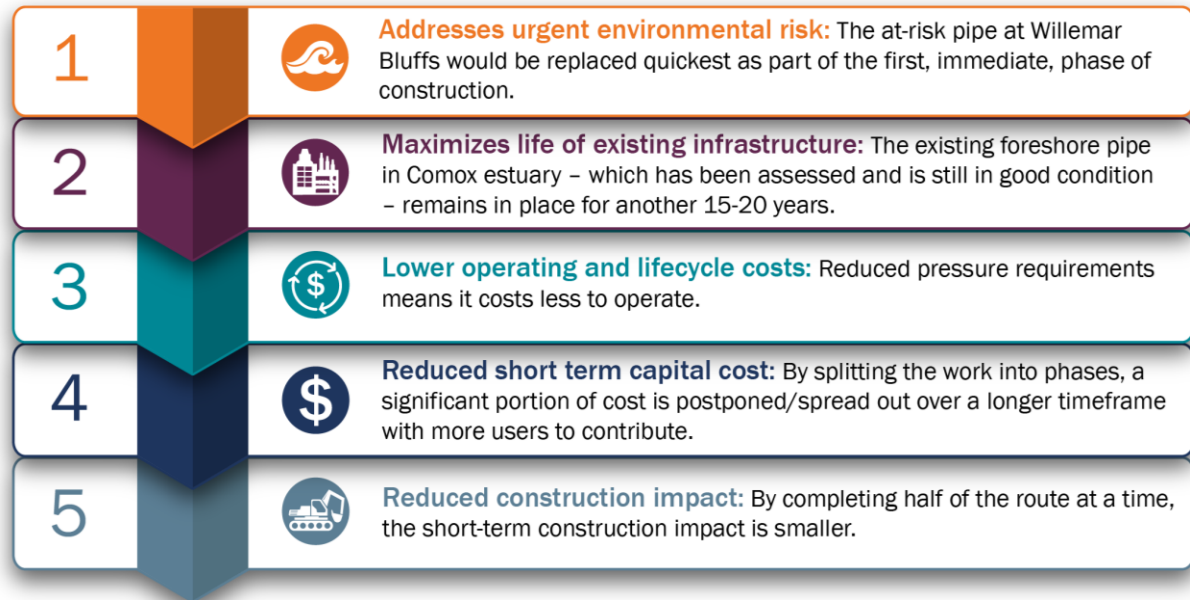 1
Addresses urgent environmental risk: The at-risk pipe at Willemar
Bluffs would be replaced quickest as part of the first, immediate, phase of
construction.
2
Maximizes life of existing infrastructure: The existing foreshore pipe
in Comox estuary – which has been assessed and is still in good condition
– remains in place for another 15-20 years.
3
$
Lower operating and lifecycle costs: Reduced pressure requirements
means it costs less to operate.
4
$
Reduced short term capital cost: By splitting the work into phases, a
significant portion of cost is postponed/spread out over a longer timeframe
with more users to contribute.
5
Reduced construction impact: By completing half of the route at a time,
the short-term construction impact is smaller.